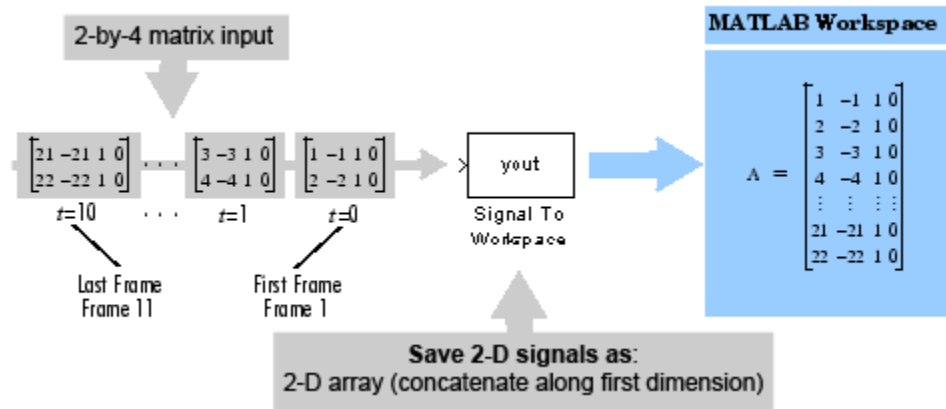 2-by-4 matrix input
MATLAB Workspace
[21 -21 1 0] . . . [3 -3 1 0] [1 -1 1 0]
[22 -22 1 0] [4 -4 1 0] [2 -2 1 0]
t=10 . . . t=1 t=0
Last Frame
Frame 11
First Frame
Frame 1
yout
Signal To
Workspace
Save 2-D signals as:
2-D array (concatenate along first dimension)
1 -1 1 0
2 -2 1 0
3 -3 1 0
A = 4 -4 1 0
⋮ ⋮ ⋮ ⋮
21 -21 1 0
22 -22 1 0